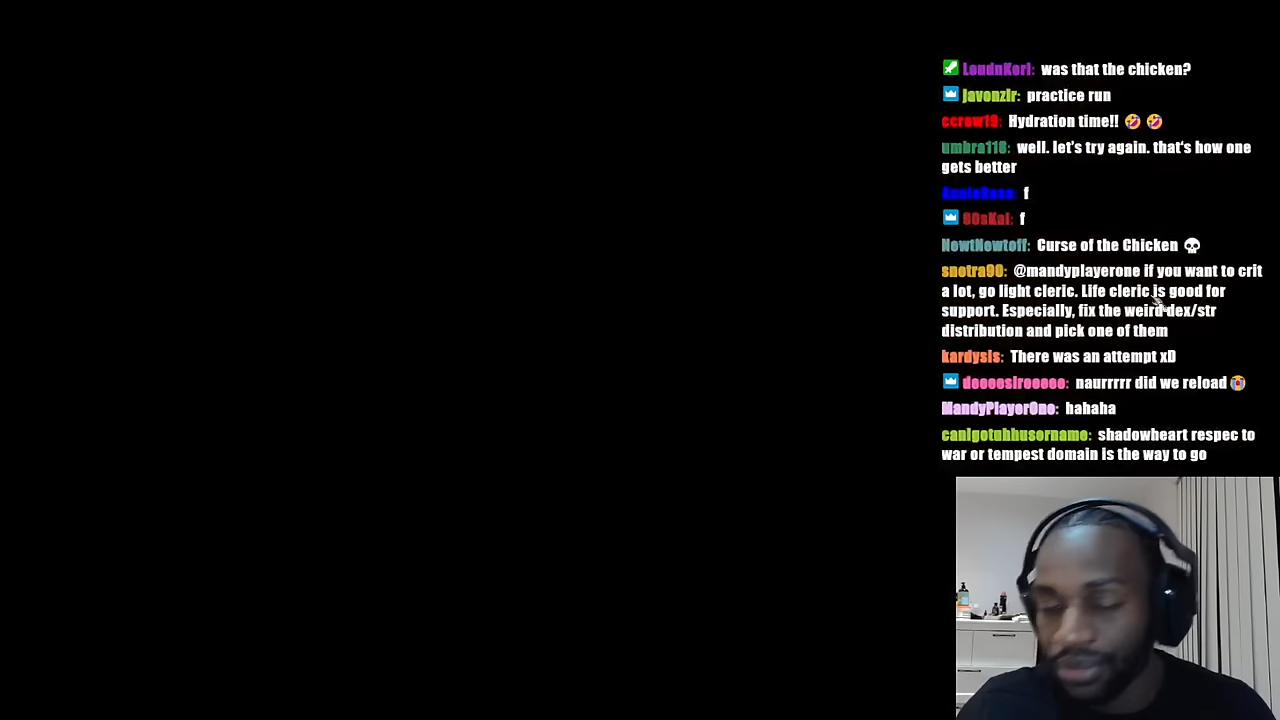 LoudnKorl: was that the chicken?
javonzlr: practice run
ccrow19: Hydration time!! 🤣 🤣
umbra118: well. let's try again. that's how one
gets better
f
f
NewtNewtoff: Curse of the Chicken 💀
snotra90: @mandyplayerone if you want to crit
a lot, go light cleric. Life cleric is good for
support. Especially, fix the weird dex/str
distribution and pick one of them
kardysis: There was an attempt xD
doooosirooooo: naurrrrr did we reload 😭
MandyPlayerOne: hahaha
canigotuhhusername: shadowheart respec to
war or tempest domain is the way to go